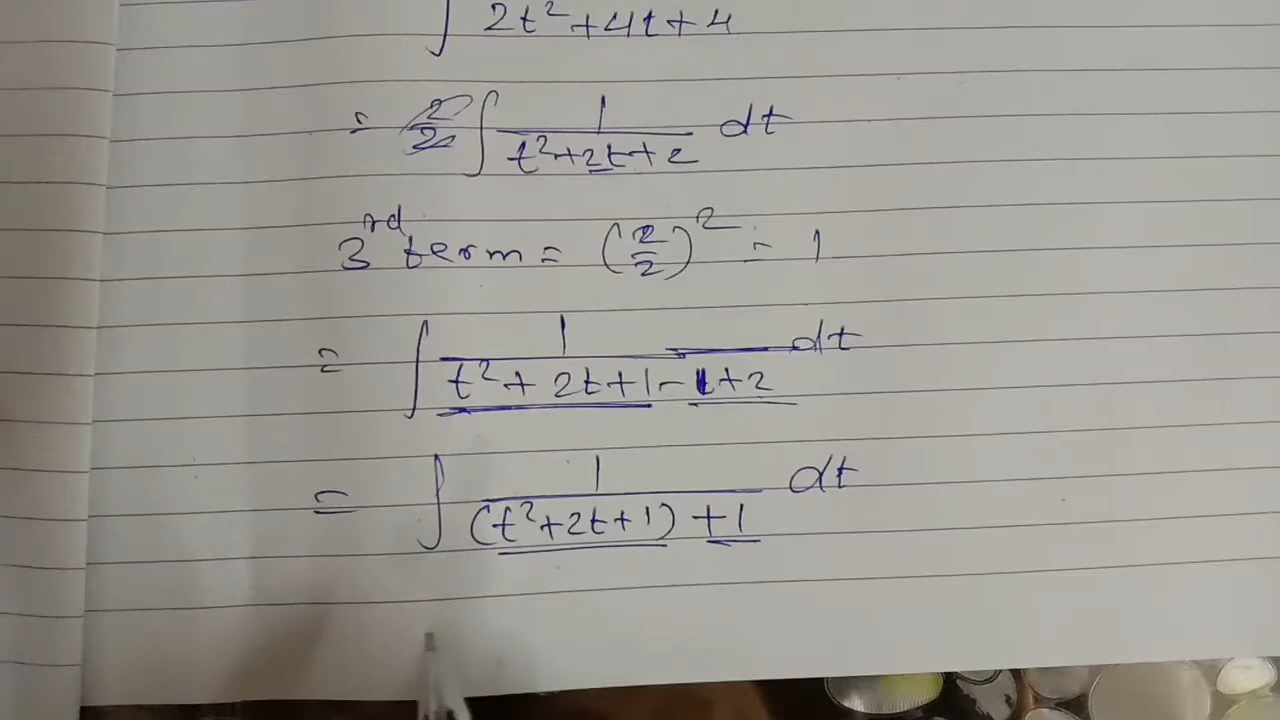 ∫ 2t²+4t+4
= 2/2 ∫ 1/(t²+2t+2) dt
3rd term = (2/2)² = 1
= ∫ 1/(t²+2t+1-1+2) dt
= ∫ 1/((t²+2t+1)+1) dt